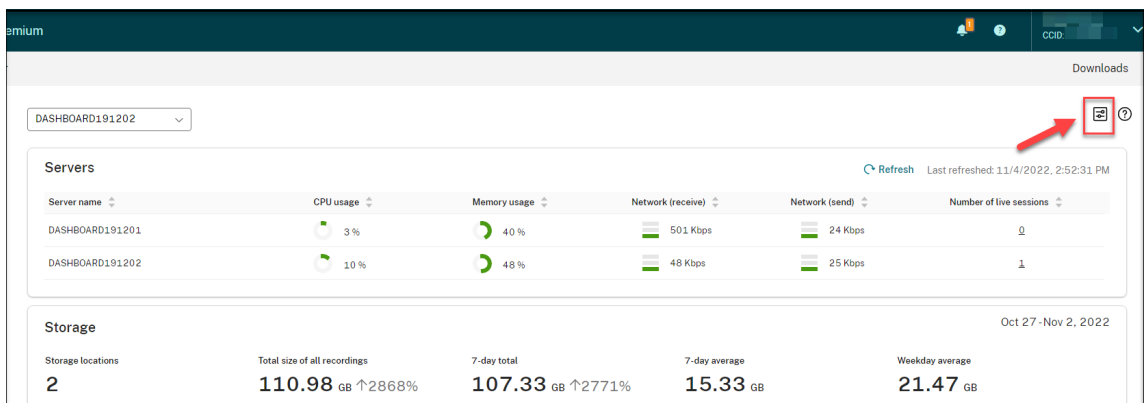 emium
1
?
CCID:
Downloads
DASHBOARD191202
?
Servers
Refresh Last refreshed: 11/4/2022, 2:52:31 PM
Server name CPU usage Memory usage Network (receive) Network (send) Number of live sessions
DASHBOARD191201 3 % 40 % 501 Kbps 24 Kbps 0
DASHBOARD191202 10 % 48 % 48 Kbps 25 Kbps 1
Storage Oct 27 - Nov 2, 2022
Storage locations Total size of all recordings 7-day total 7-day average Weekday average
2 110.98 GB ↑2868% 107.33 GB ↑2771% 15.33 GB 21.47 GB